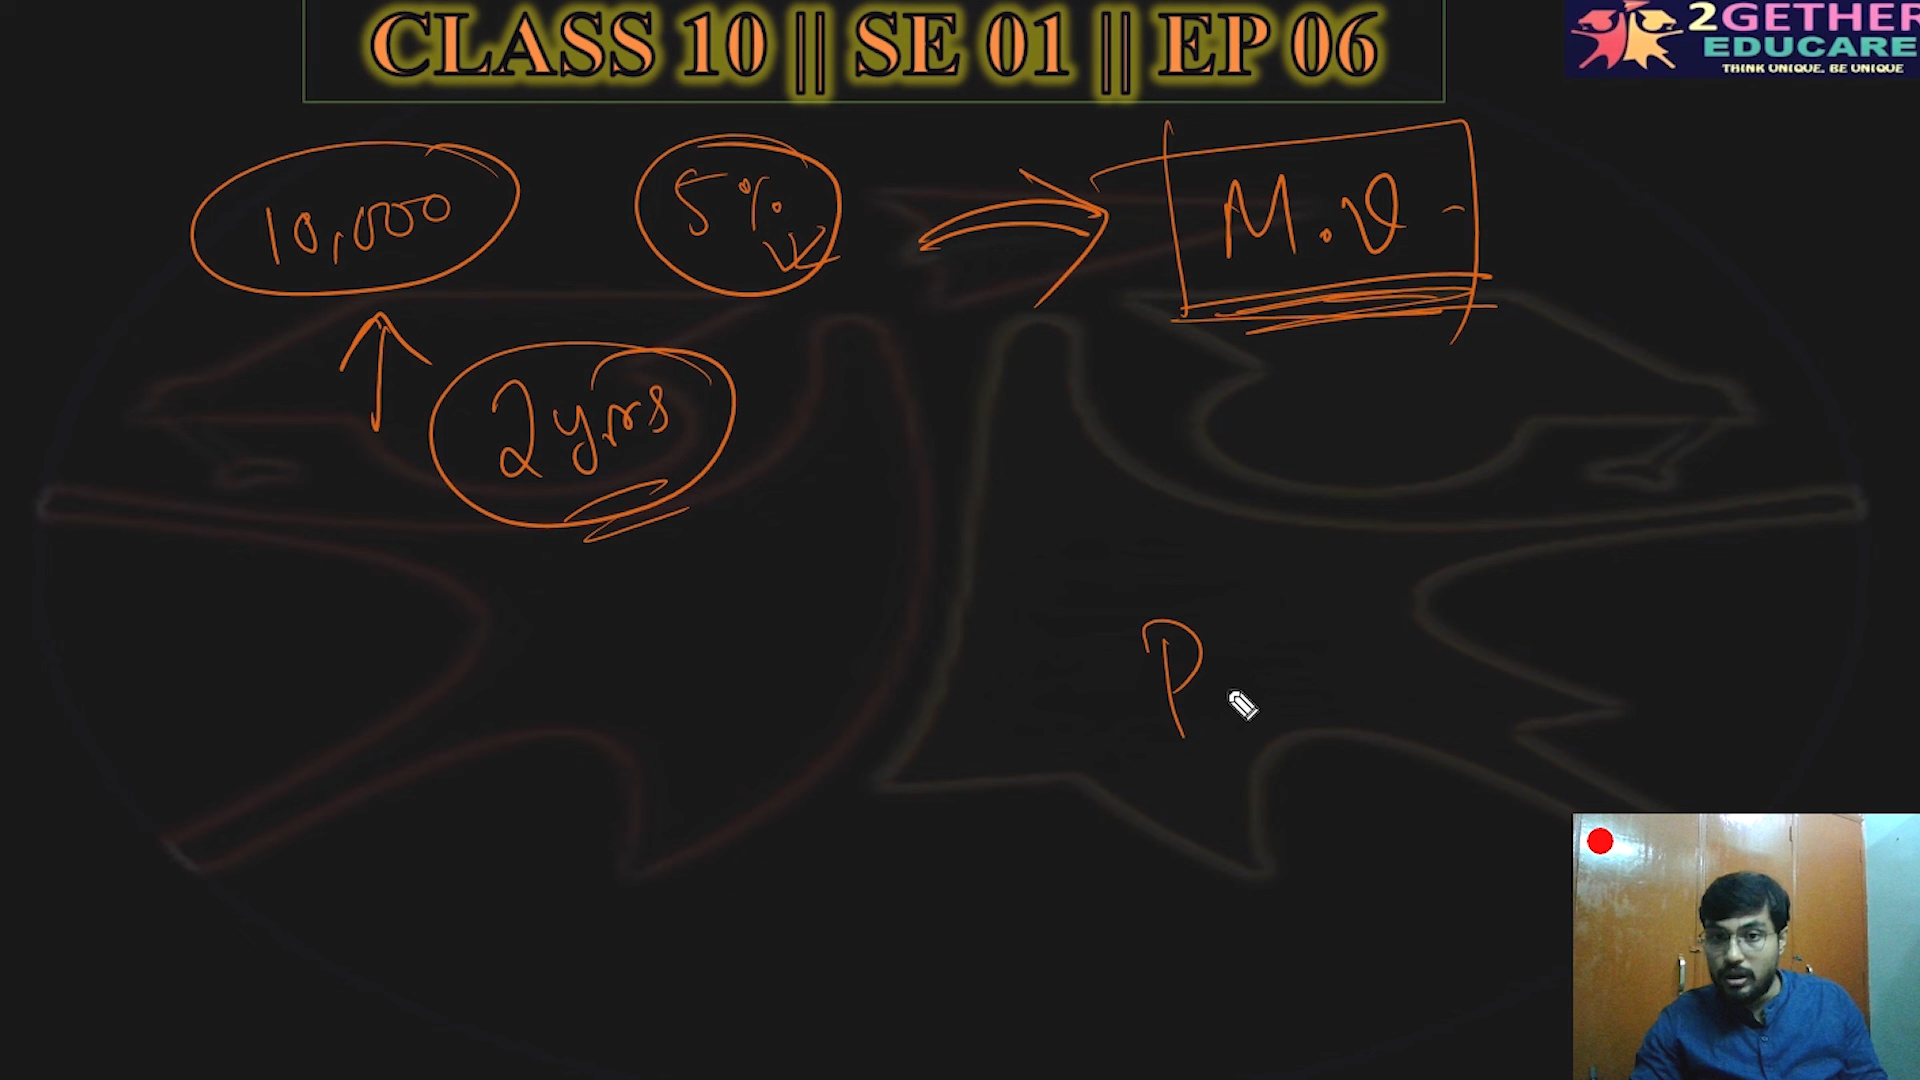 CLASS 10 || SE 01 || EP 06
2GETHER
EDUCARE
THINK UNIQUE, BE UNIQUE
10,000 5% M.V
2yrs
P